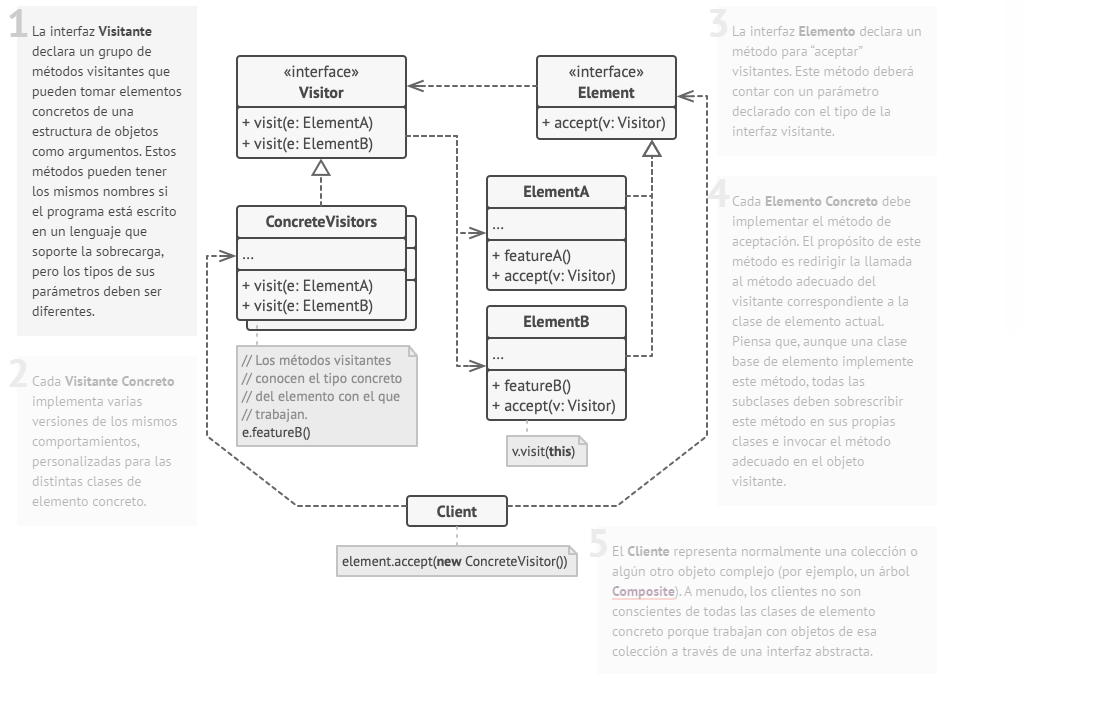 1
La interfaz Visitante
declara un grupo de
métodos visitantes que
pueden tomar elementos
concretos de una
estructura de objetos
como argumentos. Estos
métodos pueden tener
los mismos nombres si
el programa está escrito
en un lenguaje que
soporte la sobrecarga,
pero los tipos de sus
parámetros deben ser
diferentes.
2
Cada Visitante Concreto
implementa varias
versiones de los mismos
comportamientos,
personalizadas para las
distintas clases de
elemento concreto.
«interface»
Visitor
+ visit(e: ElementA)
+ visit(e: ElementB)
ConcreteVisitors
...
+ visit(e: ElementA)
+ visit(e: ElementB)
// Los métodos visitantes
// conocen el tipo concreto
// del elemento con el que
// trabajan.
e.featureB()
«interface»
Element
+ accept(v: Visitor)
ElementA
...
+ featureA()
+ accept(v: Visitor)
ElementB
...
+ featureB()
+ accept(v: Visitor)
v.visit(this)
Client
element.accept(new ConcreteVisitor())
3
La interfaz Elemento declara un
método para “aceptar”
visitantes. Este método deberá
contar con un parámetro
declarado con el tipo de la
interfaz visitante.
4
Cada Elemento Concreto debe
implementar el método de
aceptación. El propósito de este
método es redirigir la llamada
al método adecuado del
visitante correspondiente a la
clase de elemento actual.
Piensa que, aunque una clase
base de elemento implemente
este método, todas las
subclases deben sobrescribir
este método en sus propias
clases e invocar el método
adecuado en el objeto
visitante.
5
El Cliente representa normalmente una colección o
algún otro objeto complejo (por ejemplo, un árbol
Composite). A menudo, los clientes no son
conscientes de todas las clases de elemento
concreto porque trabajan con objetos de esa
colección a través de una interfaz abstracta.